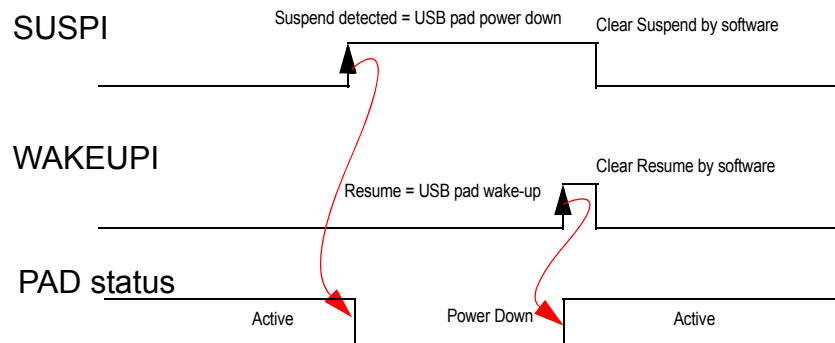 SUSPI
Suspend detected = USB pad power down
Clear Suspend by software
WAKEUPI
Resume = USB pad wake-up
Clear Resume by software
PAD status
Active
Power Down
Active